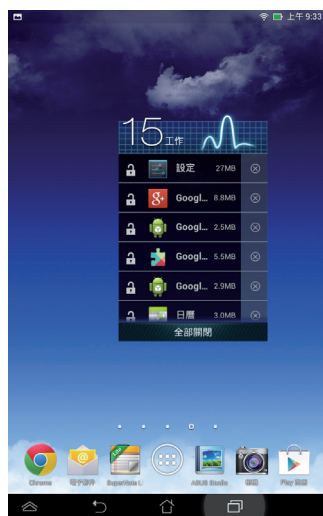 上午 9:33
15 工作
設定 27MB
Googl... 8.8MB
Googl... 2.5MB
Googl... 5.5MB
Googl... 2.9MB
日曆 3.0MB
全部關閉
Chrome 電子郵件 SuperNote L: ASUS Studio 相機 Play 商店